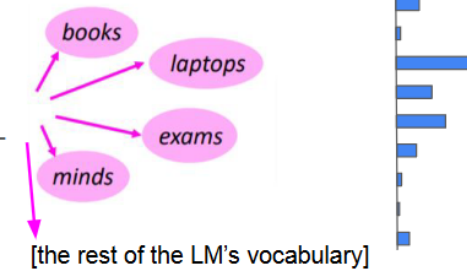 books
laptops
exams
minds
[the rest of the LM's vocabulary]